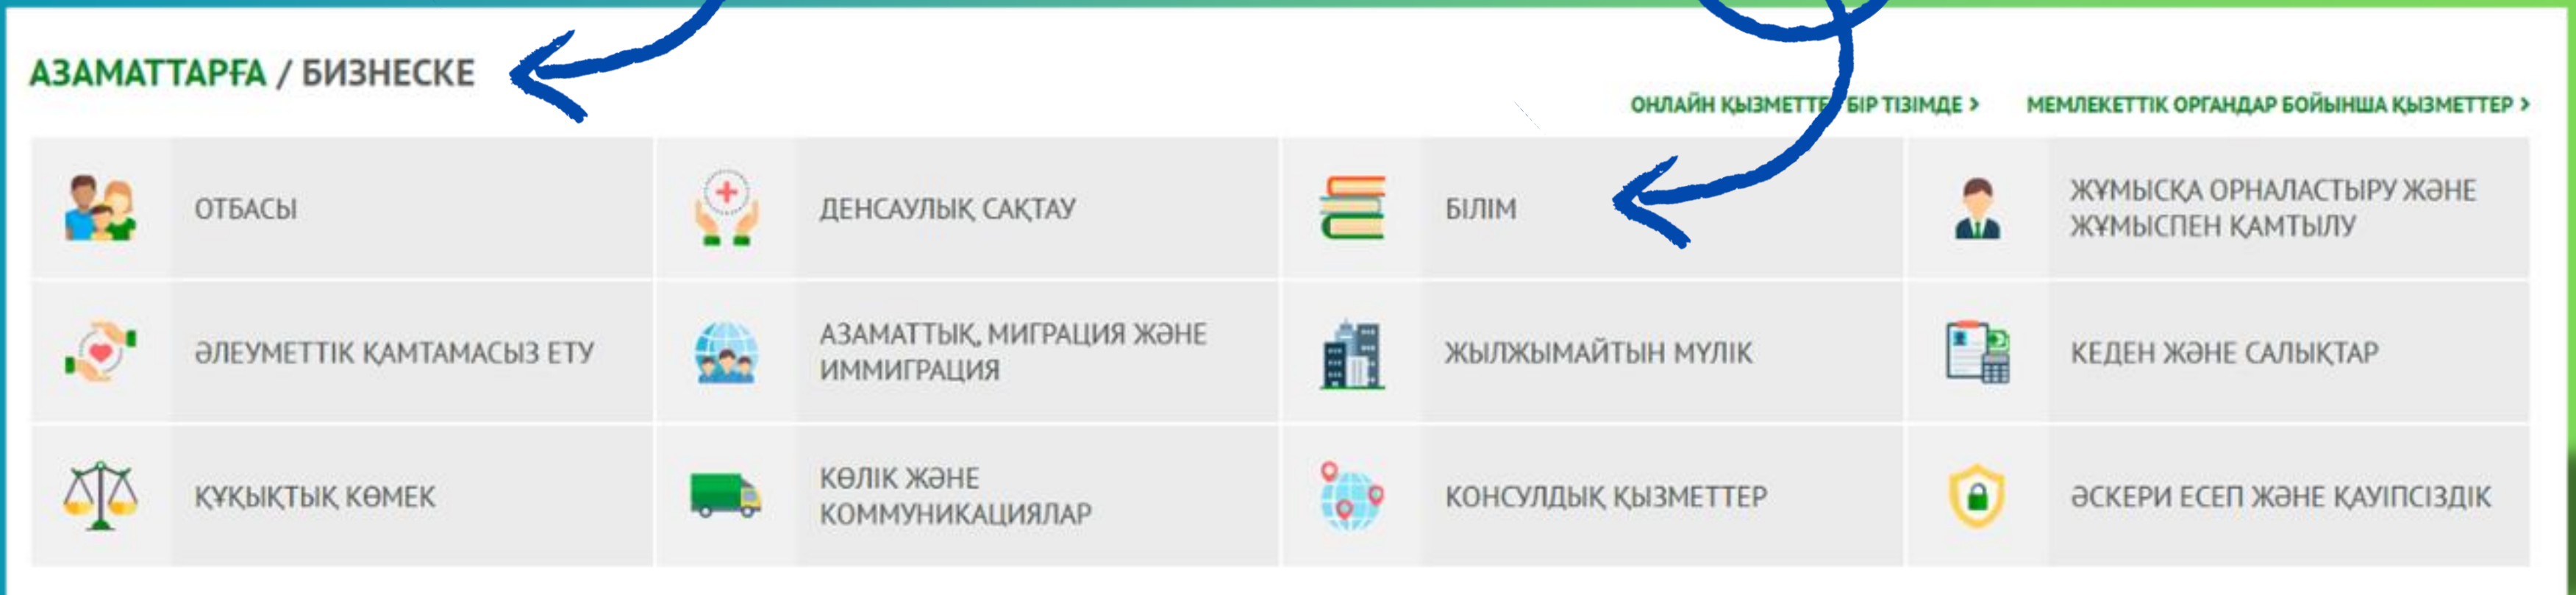 АЗАМАТТАРҒА / БИЗНЕСКЕ
ОНЛАЙН ҚЫЗМЕТТЕ БІР ТІЗІМДЕ > МЕМЛЕКЕТТІК ОРГАНДАР БОЙЫНША ҚЫЗМЕТТЕР >
ОТБАСЫ
ДЕНСАУЛЫҚ САҚТАУ
БІЛІМ
ЖҰМЫСҚА ОРНАЛАСТЫРУ ЖӘНЕ
ЖҰМЫСПЕН ҚАМТЫЛУ
ӘЛЕУМЕТТІК ҚАМТАМАСЫЗ ЕТУ
АЗАМАТТЫҚ, МИГРАЦИЯ ЖӘНЕ
ИММИГРАЦИЯ
ЖЫЛЖЫМАЙТЫН МҮЛІК
КЕДЕН ЖӘНЕ САЛЫҚТАР
ҚҰҚЫҚТЫҚ КӨМЕК
КӨЛІК ЖӘНЕ
КОММУНИКАЦИЯЛАР
КОНСУЛДЫҚ ҚЫЗМЕТТЕР
ӘСКЕРИ ЕСЕП ЖӘНЕ ҚАУІПСІЗДІК